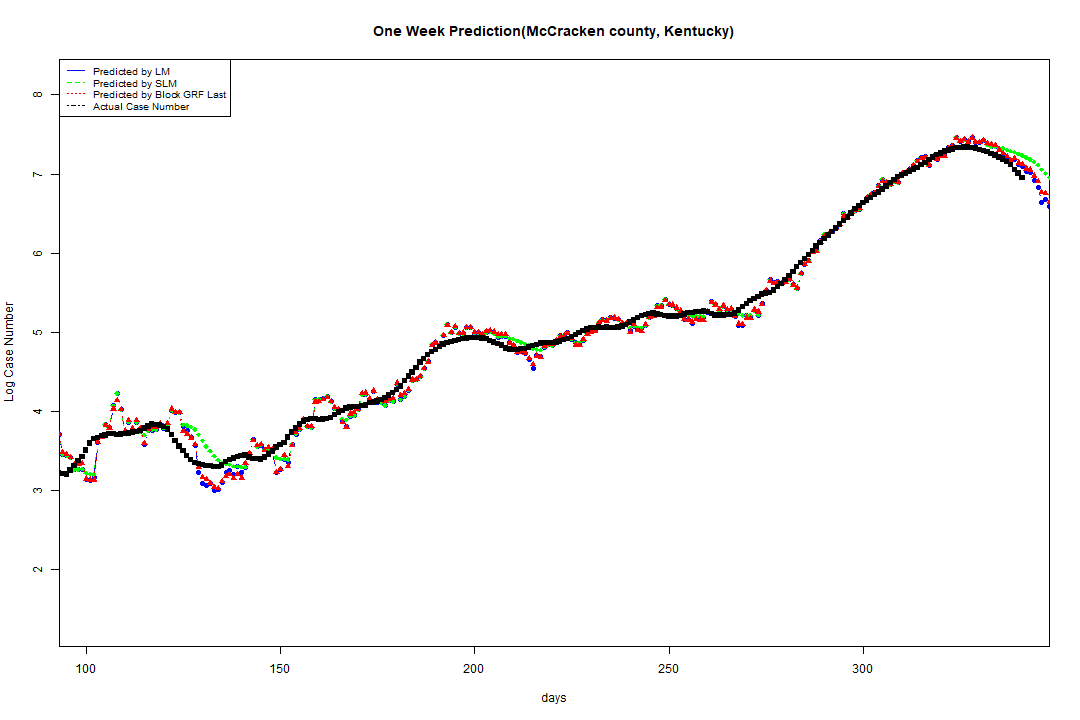 One Week Prediction(McCracken county, Kentucky)
Predicted by LM
Predicted by SLM
Predicted by Block GRF Last
Actual Case Number
8
7
6
5
4
3
2
Log Case Number
100 150 200 250 300
days